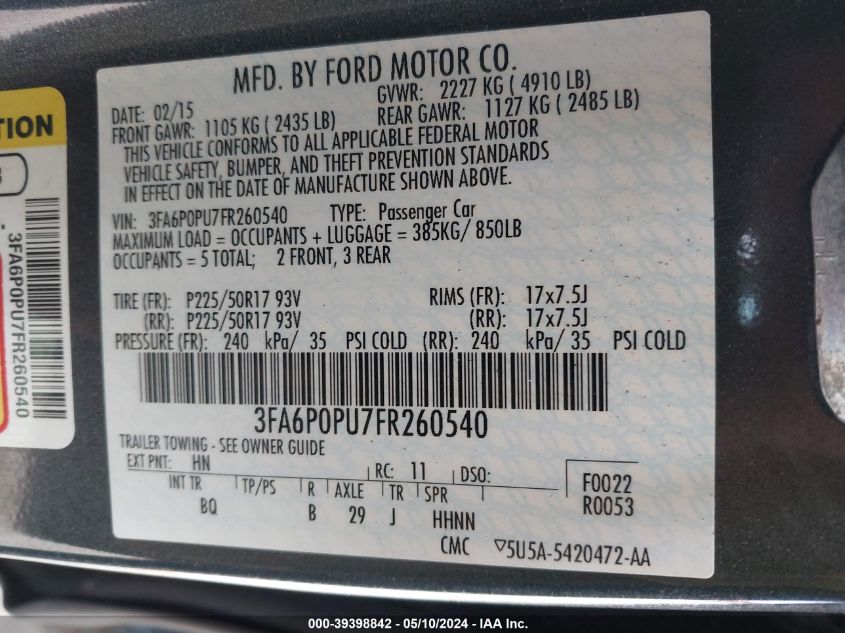 MFD. BY FORD MOTOR CO.
DATE: 02/15 GVWR: 2227 KG ( 4910 LB)
FRONT GAWR: 1105 KG ( 2435 LB) REAR GAWR: 1127 KG ( 2485 LB)
THIS VEHICLE CONFORMS TO ALL APPLICABLE FEDERAL MOTOR
VEHICLE SAFETY, BUMPER, AND THEFT PREVENTION STANDARDS
IN EFFECT ON THE DATE OF MANUFACTURE SHOWN ABOVE.
VIN: 3FA6P0PU7FR260540 TYPE: Passenger Car
MAXIMUM LOAD = OCCUPANTS + LUGGAGE = 385KG/ 850LB
OCCUPANTS = 5 TOTAL; 2 FRONT, 3 REAR
TIRE (FR): P225/50R17 93V RIMS (FR): 17x7.5J
(RR): P225/50R17 93V (RR): 17x7.5J
PRESSURE (FR): 240 kPa/ 35 PSI COLD (RR): 240 kPa/ 35 PSI COLD
3FA6P0PU7FR260540
TRAILER TOWING - SEE OWNER GUIDE
EXT PNT: HN RC: 11 DSO: F0022
INT TR TP/PS R AXLE TR SPR R0053
BQ B 29 J HHNN
CMC ▽5U5A-5420472-AA
3FA6P0PU7FR260540
000-39398842 - 05/10/2024 - IAA Inc.